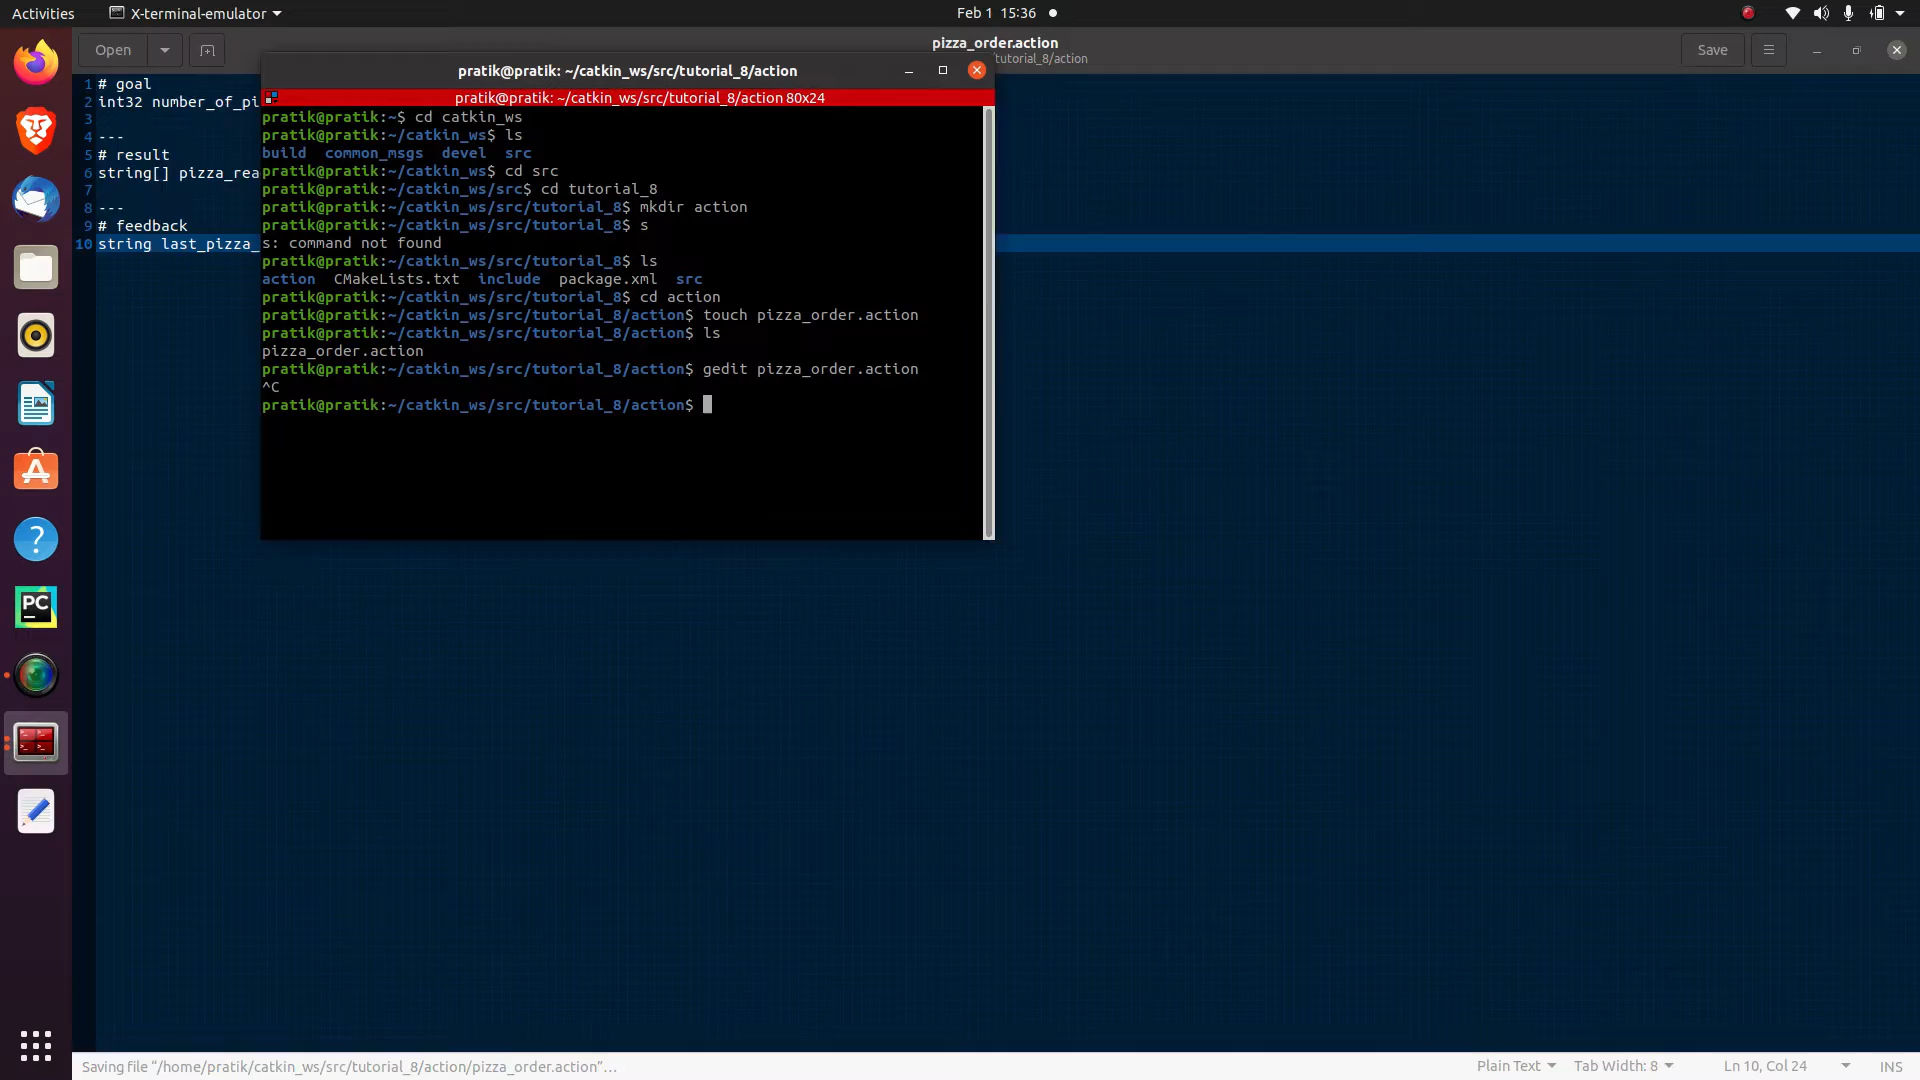 Activities X-terminal-emulator Feb 1 15:36
Open pizza_order.action Save
tutorial_8/action
1 # goal
2 int32 number_of_pi
3
4 ---
5 # result
6 string[] pizza_rea
7
8 ---
9 # feedback
10 string last_pizza_
pratik@pratik: ~/catkin_ws/src/tutorial_8/action
pratik@pratik: ~/catkin_ws/src/tutorial_8/action 80x24
pratik@pratik:~$ cd catkin_ws
pratik@pratik:~/catkin_ws$ ls
build common_msgs devel src
pratik@pratik:~/catkin_ws$ cd src
pratik@pratik:~/catkin_ws/src$ cd tutorial_8
pratik@pratik:~/catkin_ws/src/tutorial_8$ mkdir action
pratik@pratik:~/catkin_ws/src/tutorial_8$ s
s: command not found
pratik@pratik:~/catkin_ws/src/tutorial_8$ ls
action CMakeLists.txt include package.xml src
pratik@pratik:~/catkin_ws/src/tutorial_8$ cd action
pratik@pratik:~/catkin_ws/src/tutorial_8/action$ touch pizza_order.action
pratik@pratik:~/catkin_ws/src/tutorial_8/action$ ls
pizza_order.action
pratik@pratik:~/catkin_ws/src/tutorial_8/action$ gedit pizza_order.action
^C
pratik@pratik:~/catkin_ws/src/tutorial_8/action$
PC
Saving file “/home/pratik/catkin_ws/src/tutorial_8/action/pizza_order.action”… Plain Text Tab Width: 8 Ln 10, Col 24 INS